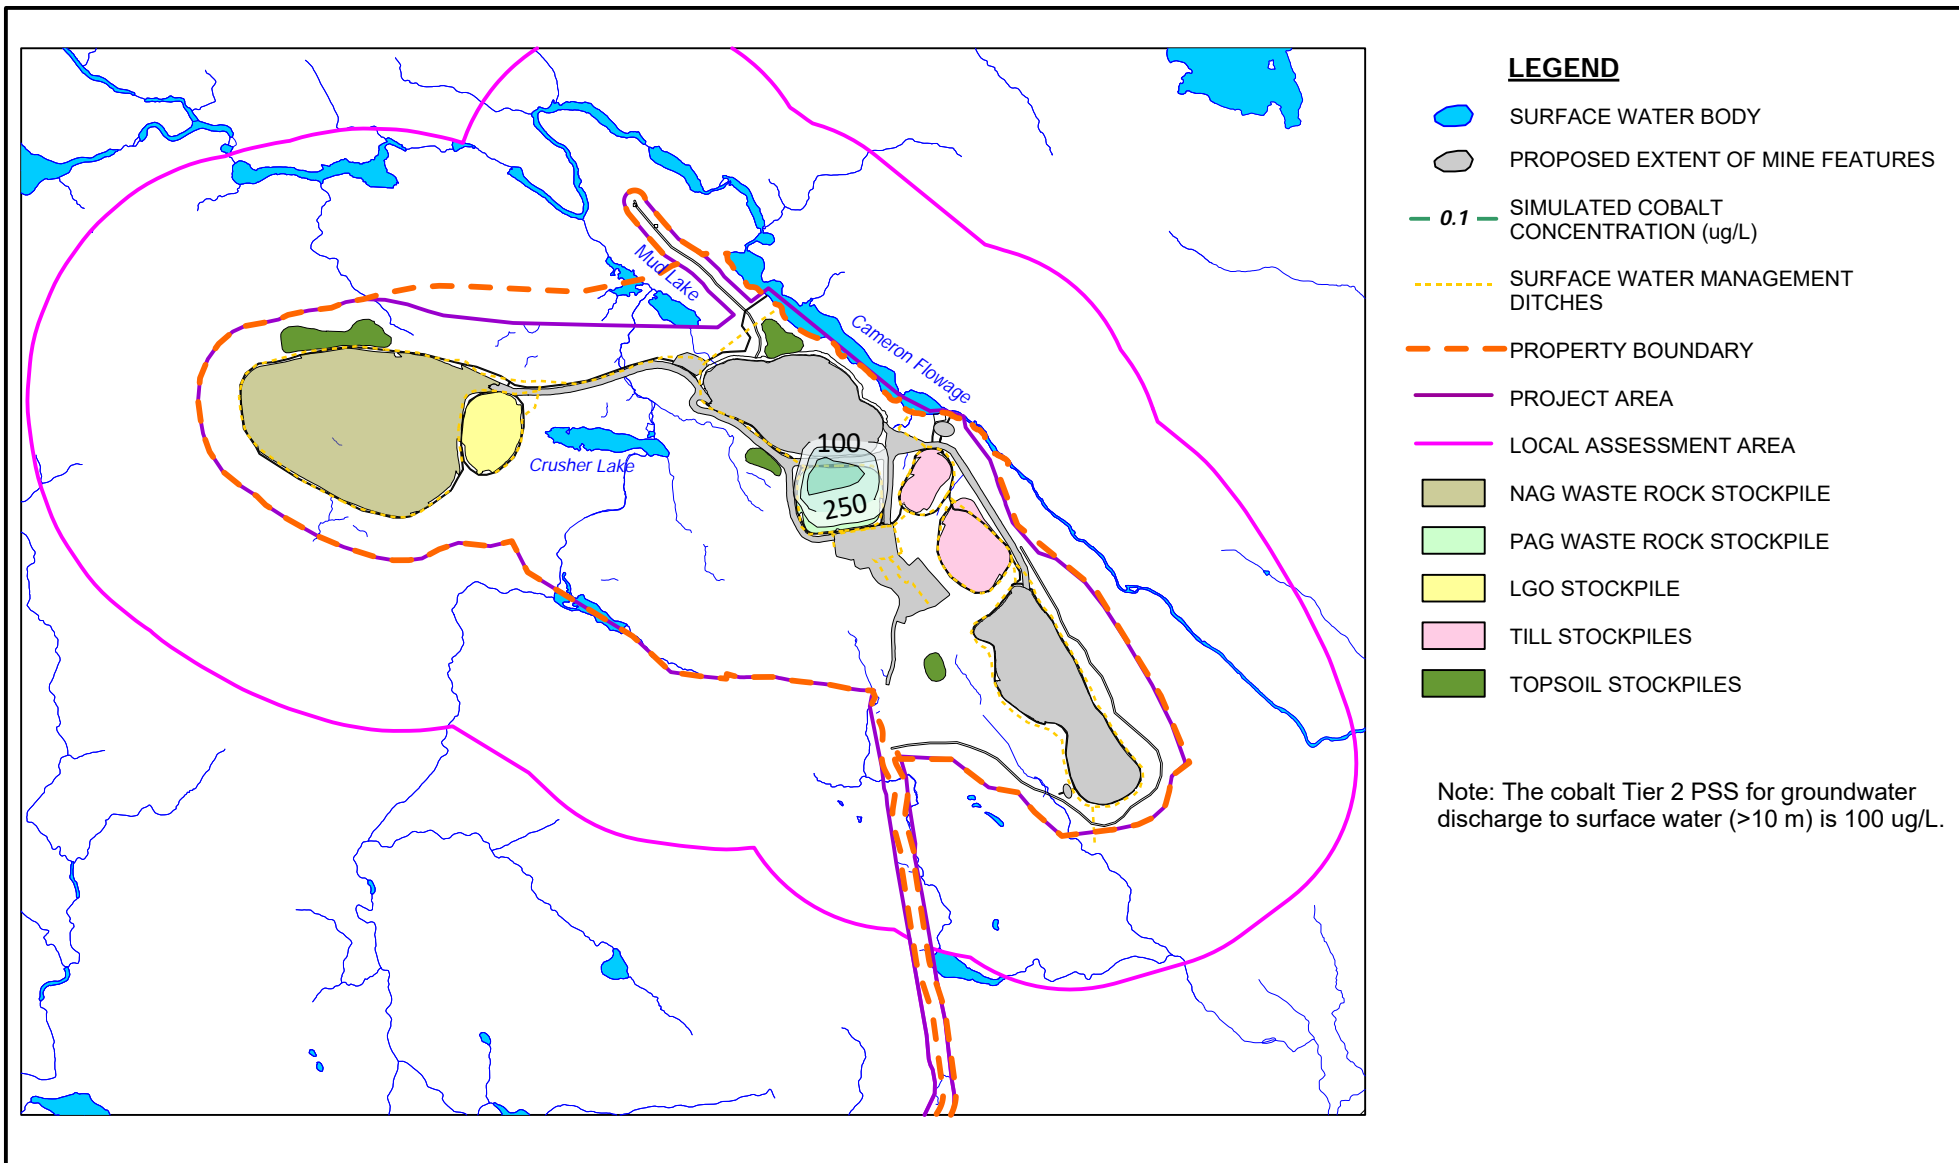 LEGEND
SURFACE WATER BODY
PROPOSED EXTENT OF MINE FEATURES
0.1
SIMULATED COBALT
CONCENTRATION (ug/L)
SURFACE WATER MANAGEMENT
DITCHES
PROPERTY BOUNDARY
PROJECT AREA
LOCAL ASSESSMENT AREA
NAG WASTE ROCK STOCKPILE
PAG WASTE ROCK STOCKPILE
LGO STOCKPILE
TILL STOCKPILES
TOPSOIL STOCKPILES
Note: The cobalt Tier 2 PSS for groundwater
discharge to surface water (>10 m) is 100 ug/L.
Mud Lake
Cameron Flowage
Crusher Lake
100
250